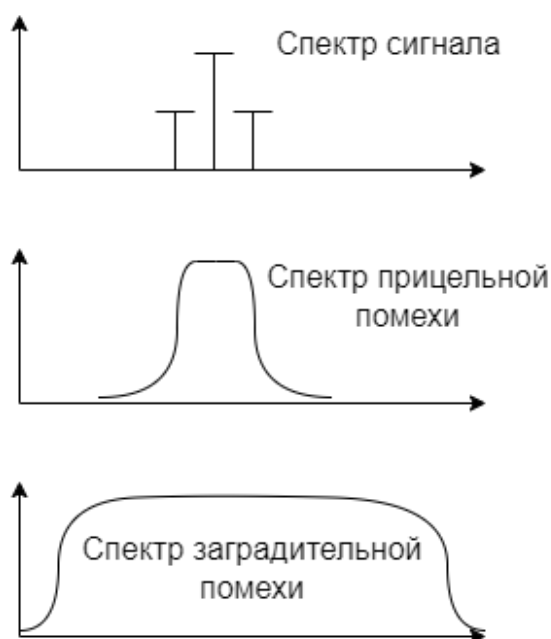 Спектр сигнала
Спектр прицельной
помехи
Спектр заградительной
помехи